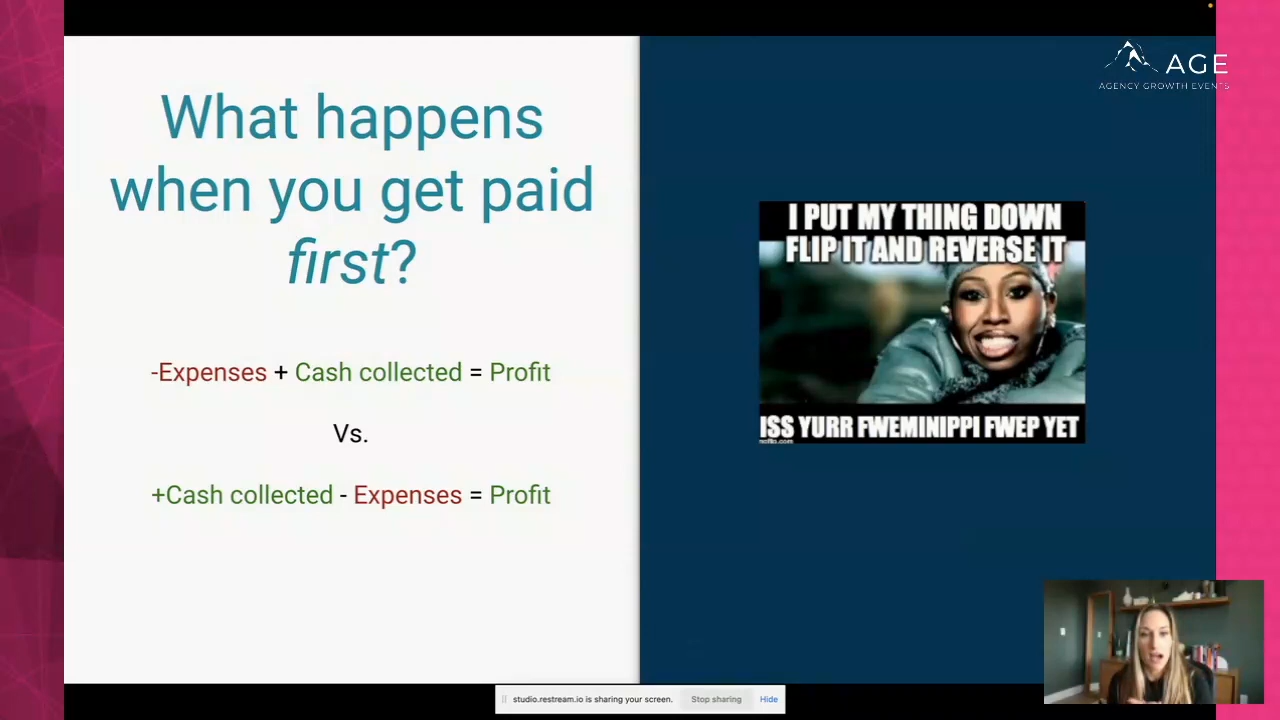 What happens
when you get paid
first?
-Expenses + Cash collected = Profit
Vs.
+Cash collected - Expenses = Profit
AGE
AGENCY GROWTH EVENTS
I PUT MY THING DOWN
FLIP IT AND REVERSE IT
ISS YURR FWEMINIPPI FWEP YET
studio.restream.io is sharing your screen. Stop sharing Hide